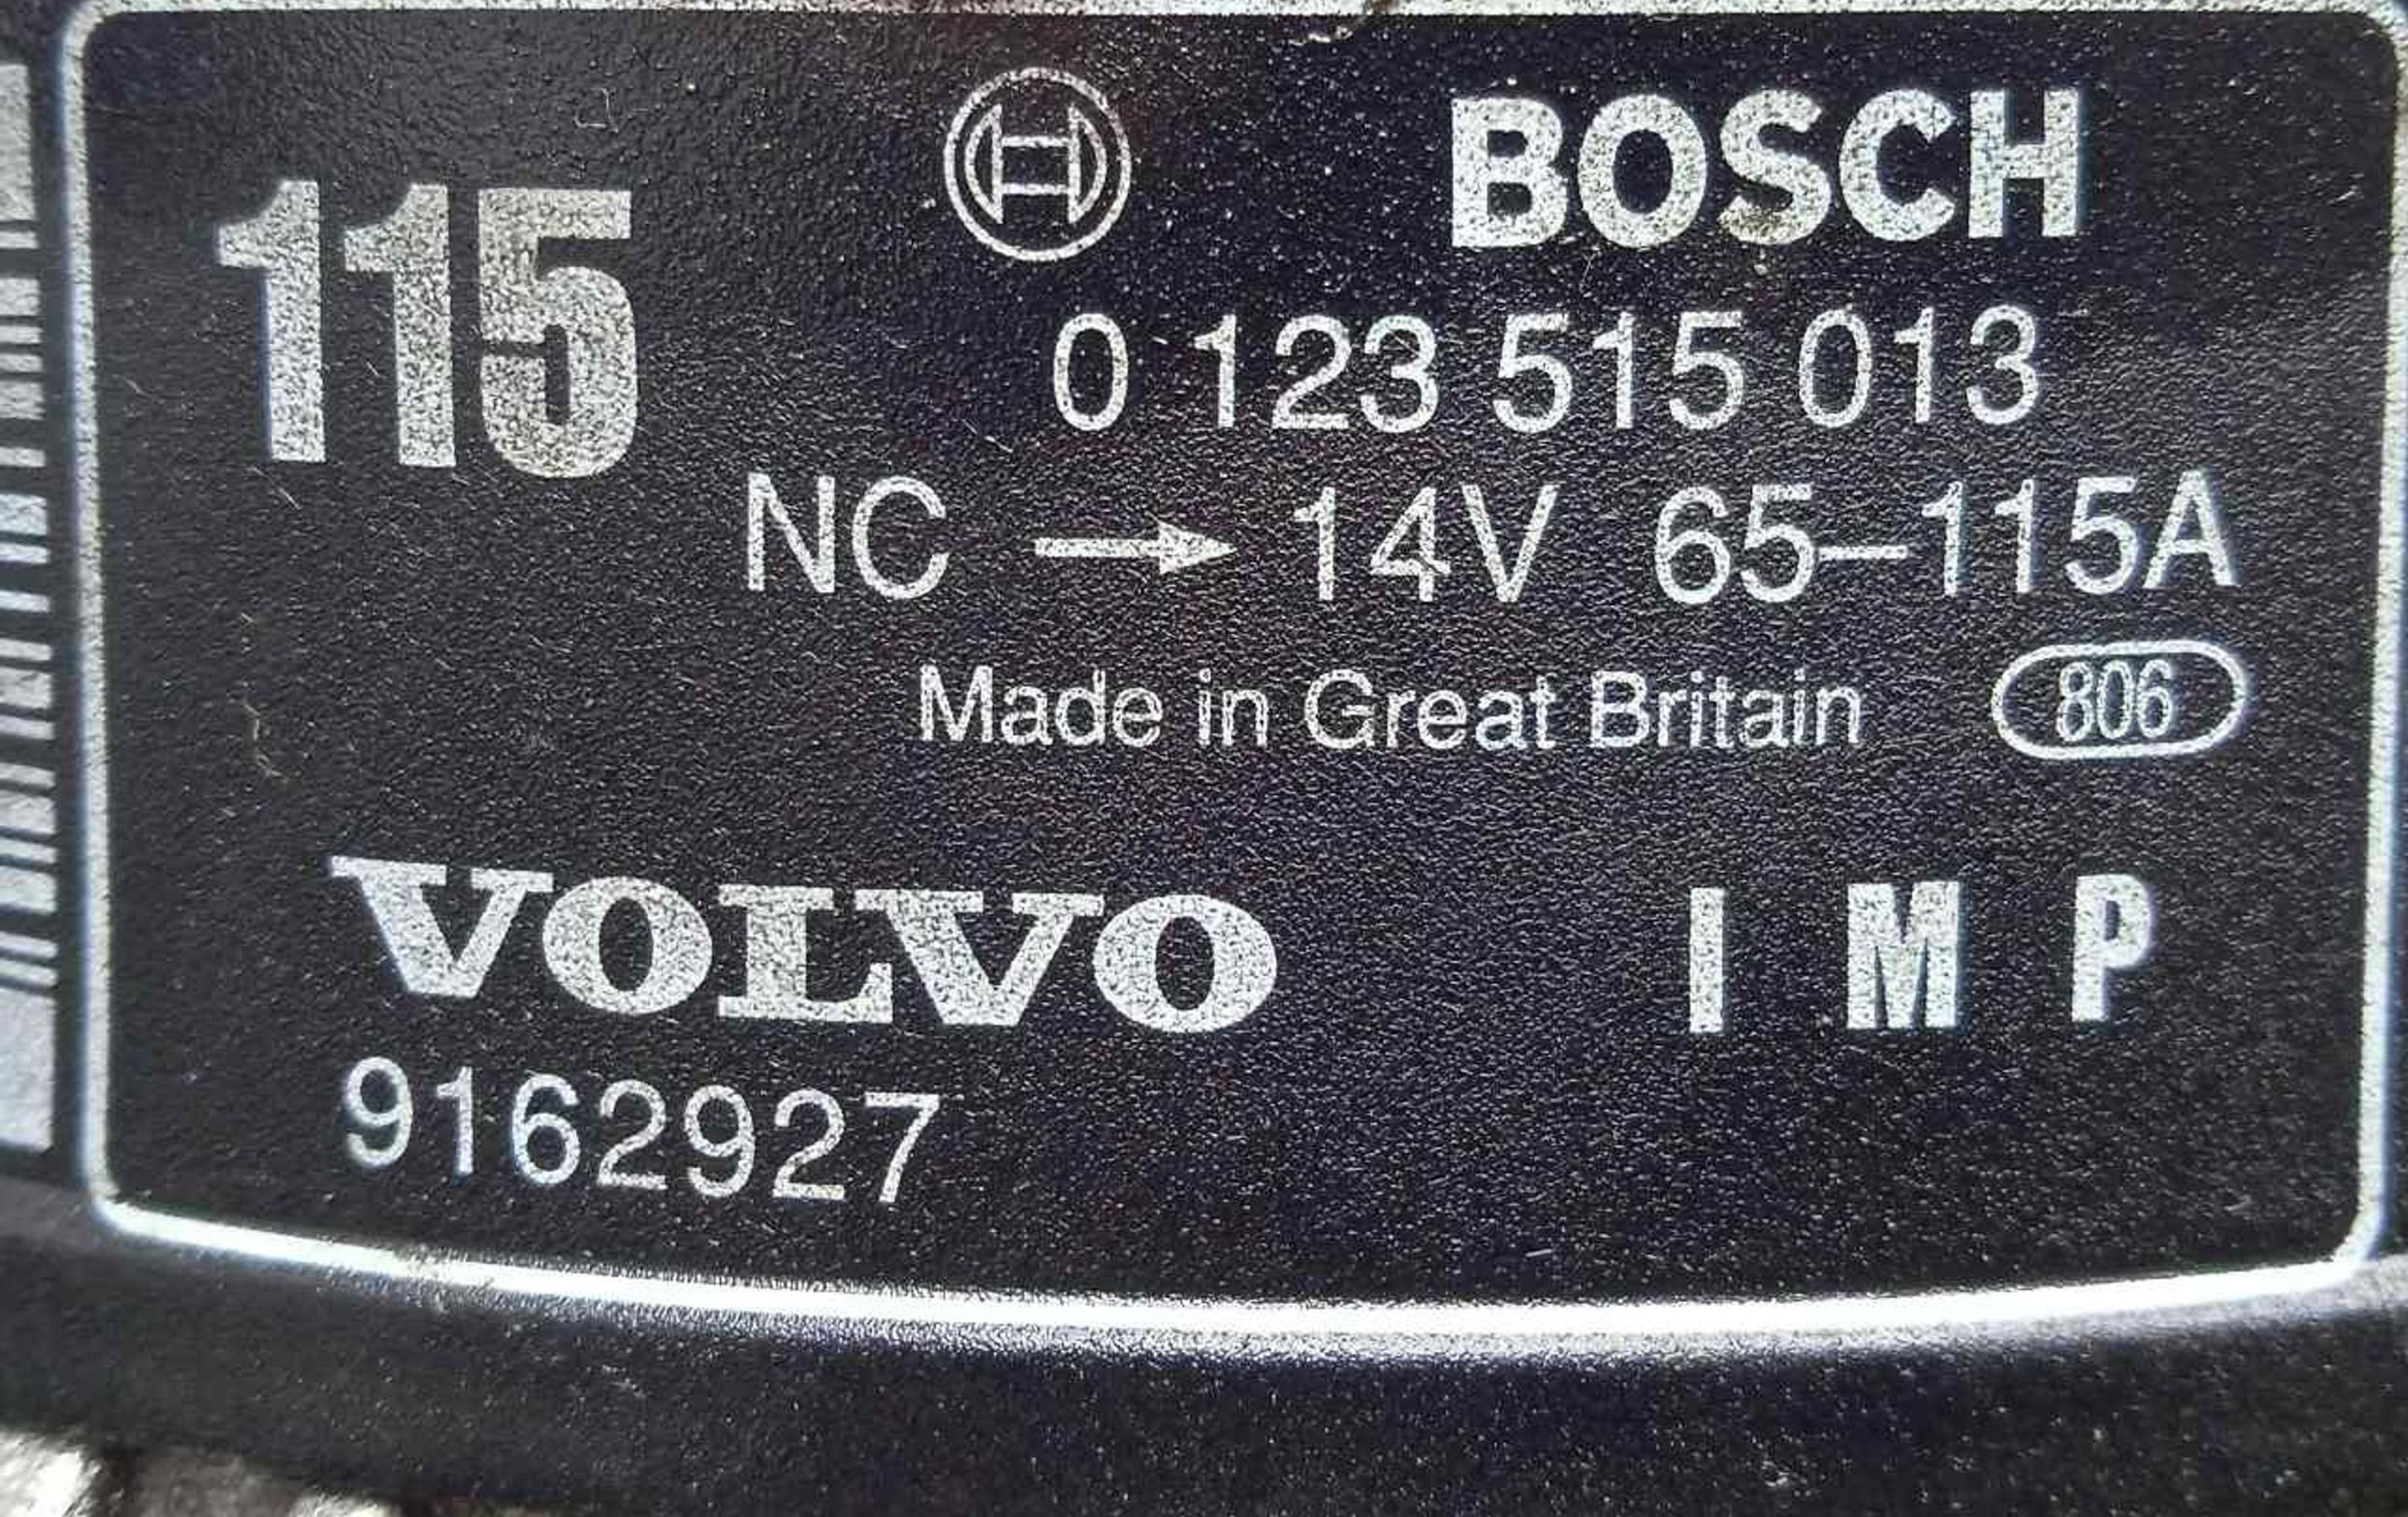 BOSCH
115
0 123 515 013
NC → 14V 65–115A
Made in Great Britain 806
VOLVO I M P
9162927